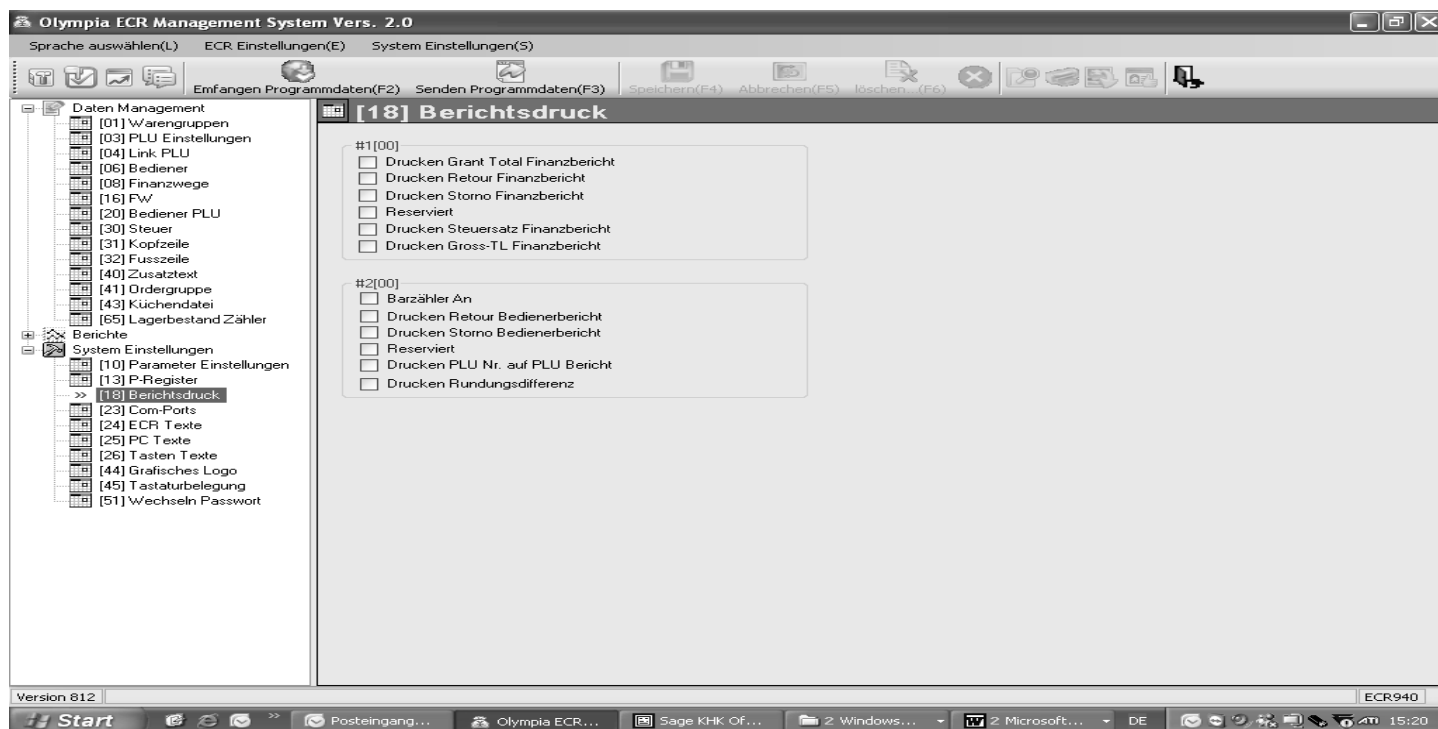 Olympia ECR Management System Vers. 2.0
Sprache auswählen(L) ECR Einstellungen(E) System Einstellungen(S)
Emfangen Programmdaten(F2) Senden Programmdaten(F3) Speichern(F4) Abbrechen(F5) löschen...(F6)
Daten Management
[01] Warengruppen
[03] PLU Einstellungen
[04] Link PLU
[06] Bediener
[08] Finanzwege
[16] FW
[20] Bediener PLU
[30] Steuer
[31] Kopfzeile
[32] Fusszeile
[40] Zusatztext
[41] Ordergruppe
[43] Küchendatei
[65] Lagerbestand Zähler
Berichte
System Einstellungen
[10] Parameter Einstellungen
[13] P-Register
>> [18] Berichtsdruck
[23] Com-Ports
[24] ECR Texte
[25] PC Texte
[26] Tasten Texte
[44] Grafisches Logo
[45] Tastaturbelegung
[51] Wechseln Passwort
[18] Berichtsdruck
#1[00]
Drucken Grant Total Finanzbericht
Drucken Retour Finanzbericht
Drucken Storno Finanzbericht
Reserviert
Drucken Steuersatz Finanzbericht
Drucken Gross-TL Finanzbericht
#2[00]
Barzähler An
Drucken Retour Bedienerbericht
Drucken Storno Bedienerbericht
Reserviert
Drucken PLU Nr. auf PLU Bericht
Drucken Rundungsdifferenz
Version 812 ECR940
Start Posteingang... Olympia ECR... Sage KHK Of... 2 Windows... 2 Microsoft... DE ATI 15:20